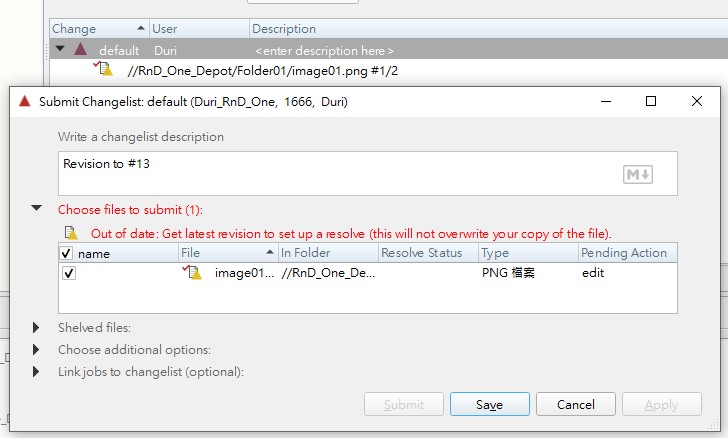 Change User Description
default Duri <enter description here>
//RnD_One_Depot/Folder01/image01.png #1/2
Submit Changelist: default (Duri_RnD_One, 1666, Duri)
Write a changelist description
Revision to #13
M
Choose files to submit (1):
Out of date: Get latest revision to set up a resolve (this will not overwrite your copy of the file).
name File In Folder Resolve Status Type Pending Action
image01... //RnD_One_De... PNG 檔案 edit
Shelved files:
Choose additional options:
Link jobs to changelist (optional):
Submit Save Cancel Apply